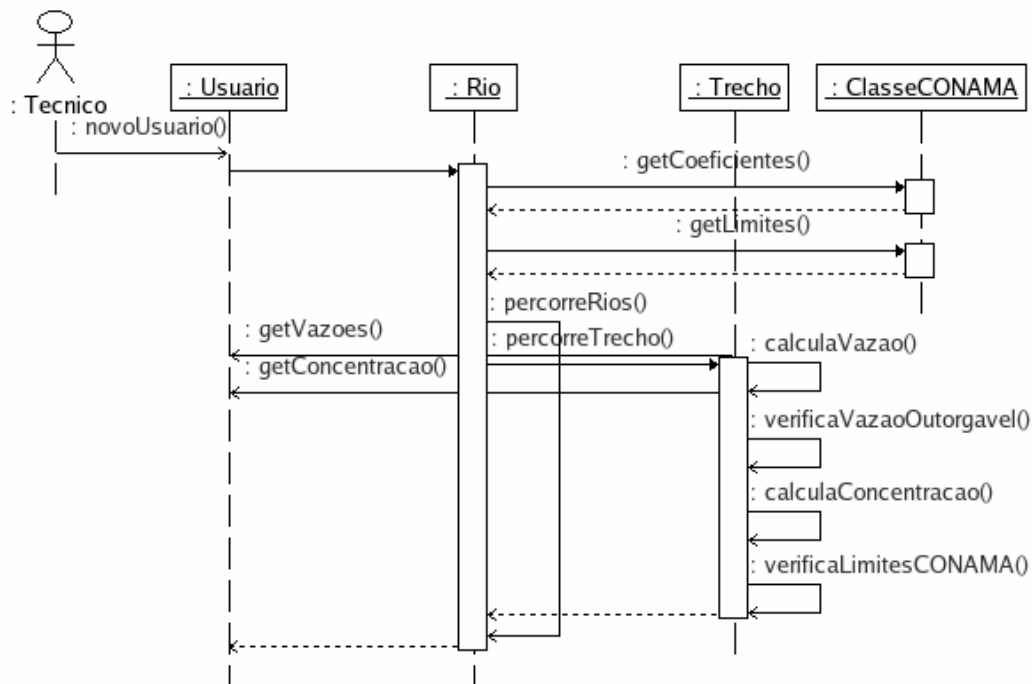 : Usuario
: Rio
: Trecho
: ClasseCONAMA
: Tecnico
: novoUsuario()
: getCoeficientes()
: getLimites()
: percorreRios()
: getVazoes()
: percorreTrecho()
: calculaVazao()
: getConcentracao()
: verificaVazaoOutorgavel()
: calculaConcentracao()
: verificaLimitesCONAMA()